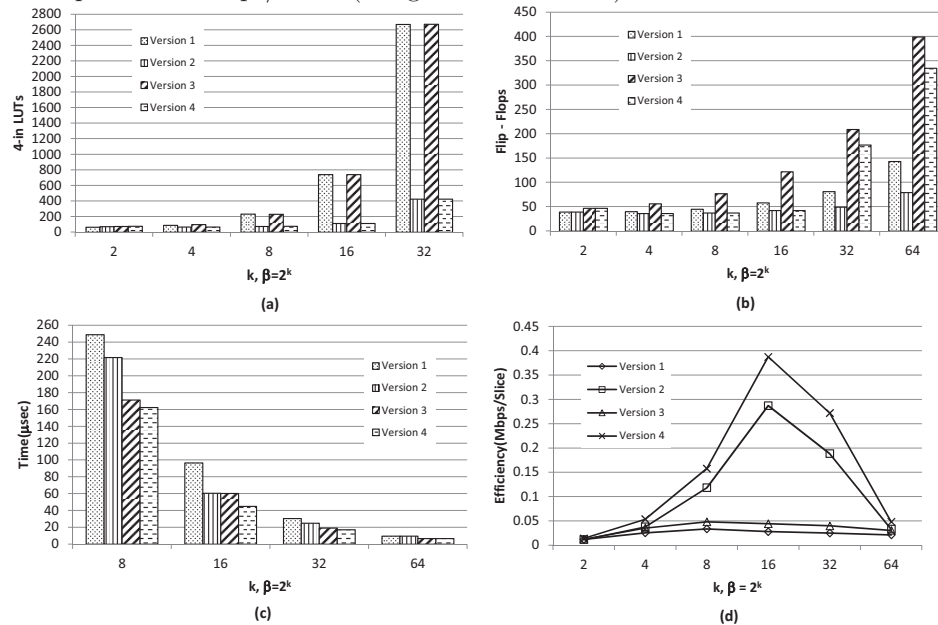 2800
2600
2400
2200
2000
1800
1600
1400
1200
1000
800
600
400
200
0
4-in LUTs
Version 1
Version 2
Version 3
Version 4
2 4 8 16 32
k, β=2^k
(a)
450
400
350
300
250
200
150
100
50
0
Flip - Flops
Version 1
Version 2
Version 3
Version 4
2 4 8 16 32 64
k, β=2^k
(b)
260
240
220
200
180
160
140
120
100
80
60
40
20
0
Time(μsec)
Version 1
Version 2
Version 3
Version 4
8 16 32 64
k, β=2^k
(c)
0.45
0.4
0.35
0.3
0.25
0.2
0.15
0.1
0.05
0
Efficiency(Mbps/Slice)
Version 1
Version 2
Version 3
Version 4
2 4 8 16 32 64
k, β = 2^k
(d)